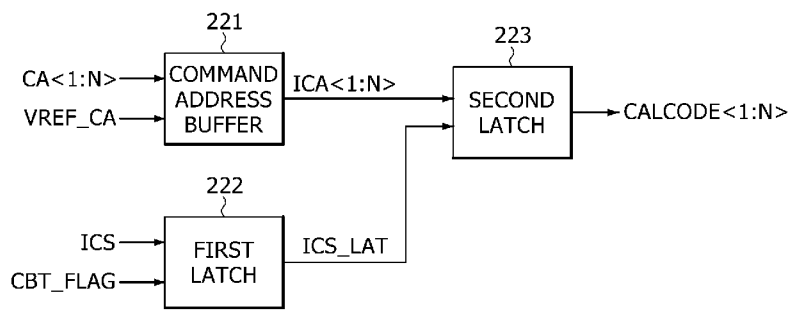 221
CA<1:N>
VREF_CA
COMMAND
ADDRESS
BUFFER
ICA<1:N>
223
SECOND
LATCH
CALCODE<1:N>
222
ICS
CBT_FLAG
FIRST
LATCH
ICS_LAT